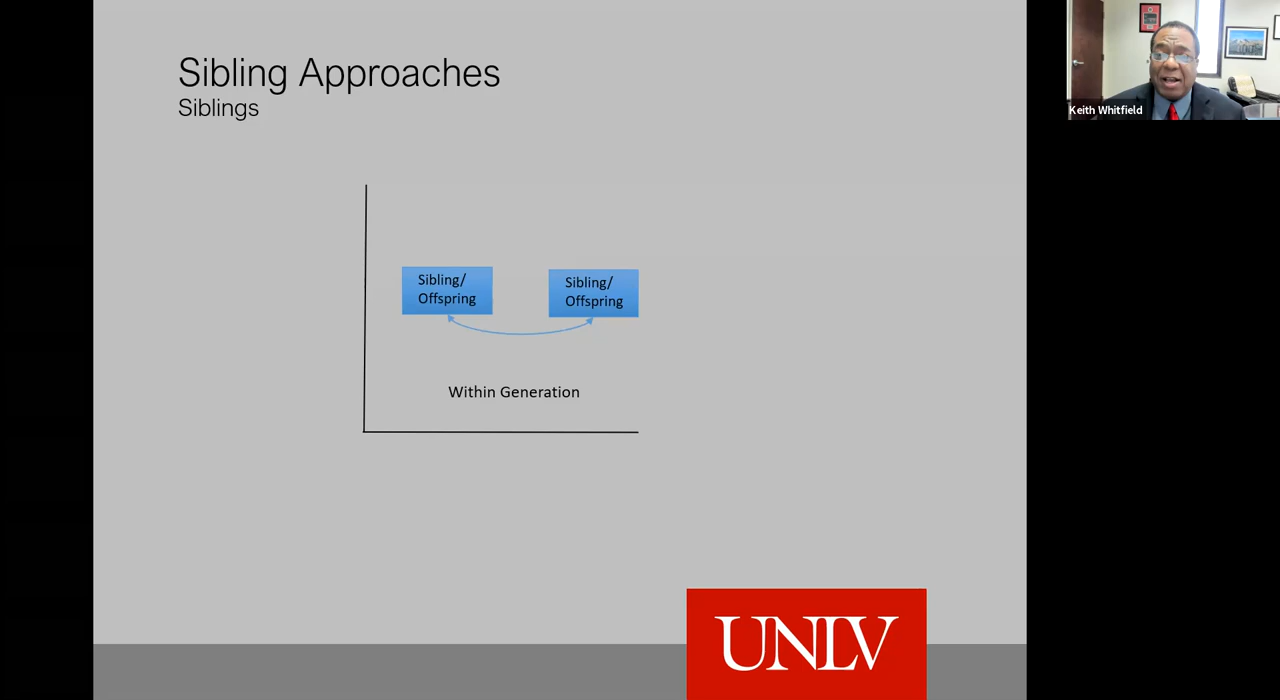 Sibling Approaches
Siblings
Sibling/
Offspring
Sibling/
Offspring
Within Generation
UNLV
Keith Whitfield